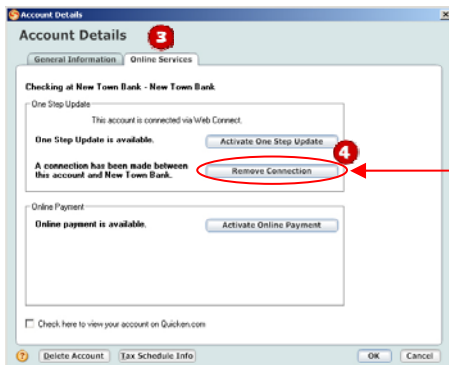 Account Details
Account Details 3
General Information Online Services
Checking at New Town Bank - New Town Bank
One Step Update
This account is connected via Web Connect.
One Step Update is available. Activate One Step Update
4
A connection has been made between
this account and New Town Bank. Remove Connection
Online Payment
Online payment is available. Activate Online Payment
Check here to view your account on Quicken.com
? Delete Account Tax Schedule Info OK Cancel